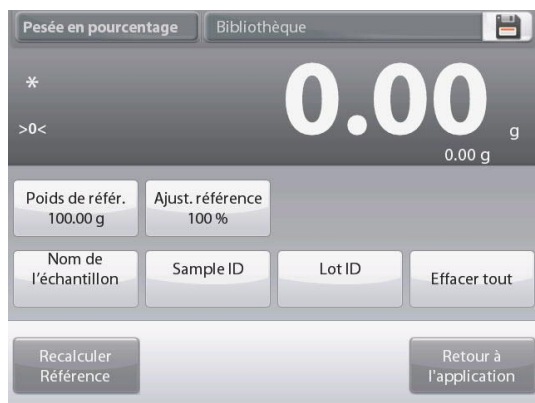 Pesée en pourcentage
Bibliothèque
*
0.00 g
>0<
0.00 g
Poids de référ.
100.00 g
Ajust. référence
100 %
Nom de
l'échantillon
Sample ID
Lot ID
Effacer tout
Recalculer
Référence
Retour à
l'application